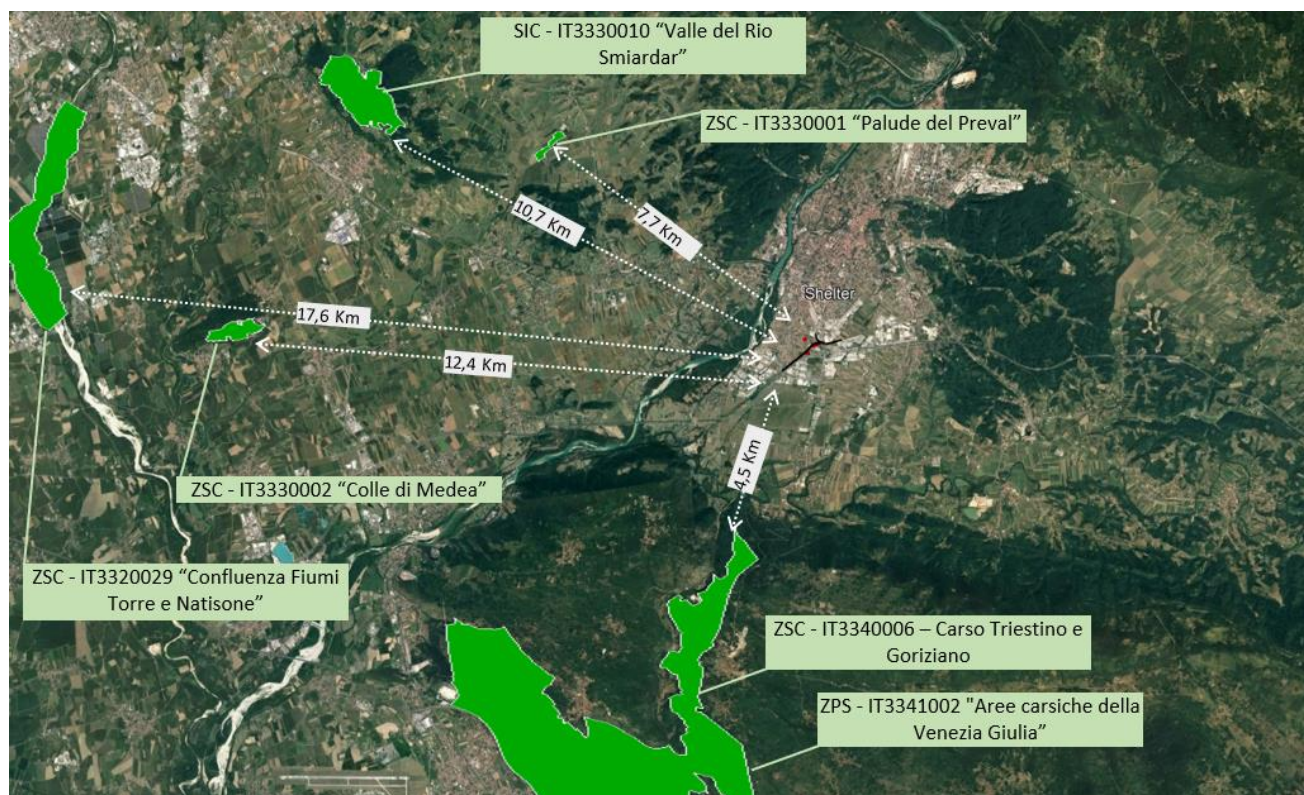 SIC - IT3330010 “Valle del Rio
Smiardar”
ZSC - IT3330001 “Palude del Preval”
10,7 Km
7,7 Km
Shelter
17,6 Km
12,4 Km
4,5 Km
ZSC - IT3330002 “Colle di Medea”
ZSC - IT3320029 “Confluenza Fiumi
Torre e Natisone”
ZSC - IT3340006 – Carso Triestino e
Goriziano
ZPS - IT3341002 "Aree carsiche della
Venezia Giulia”